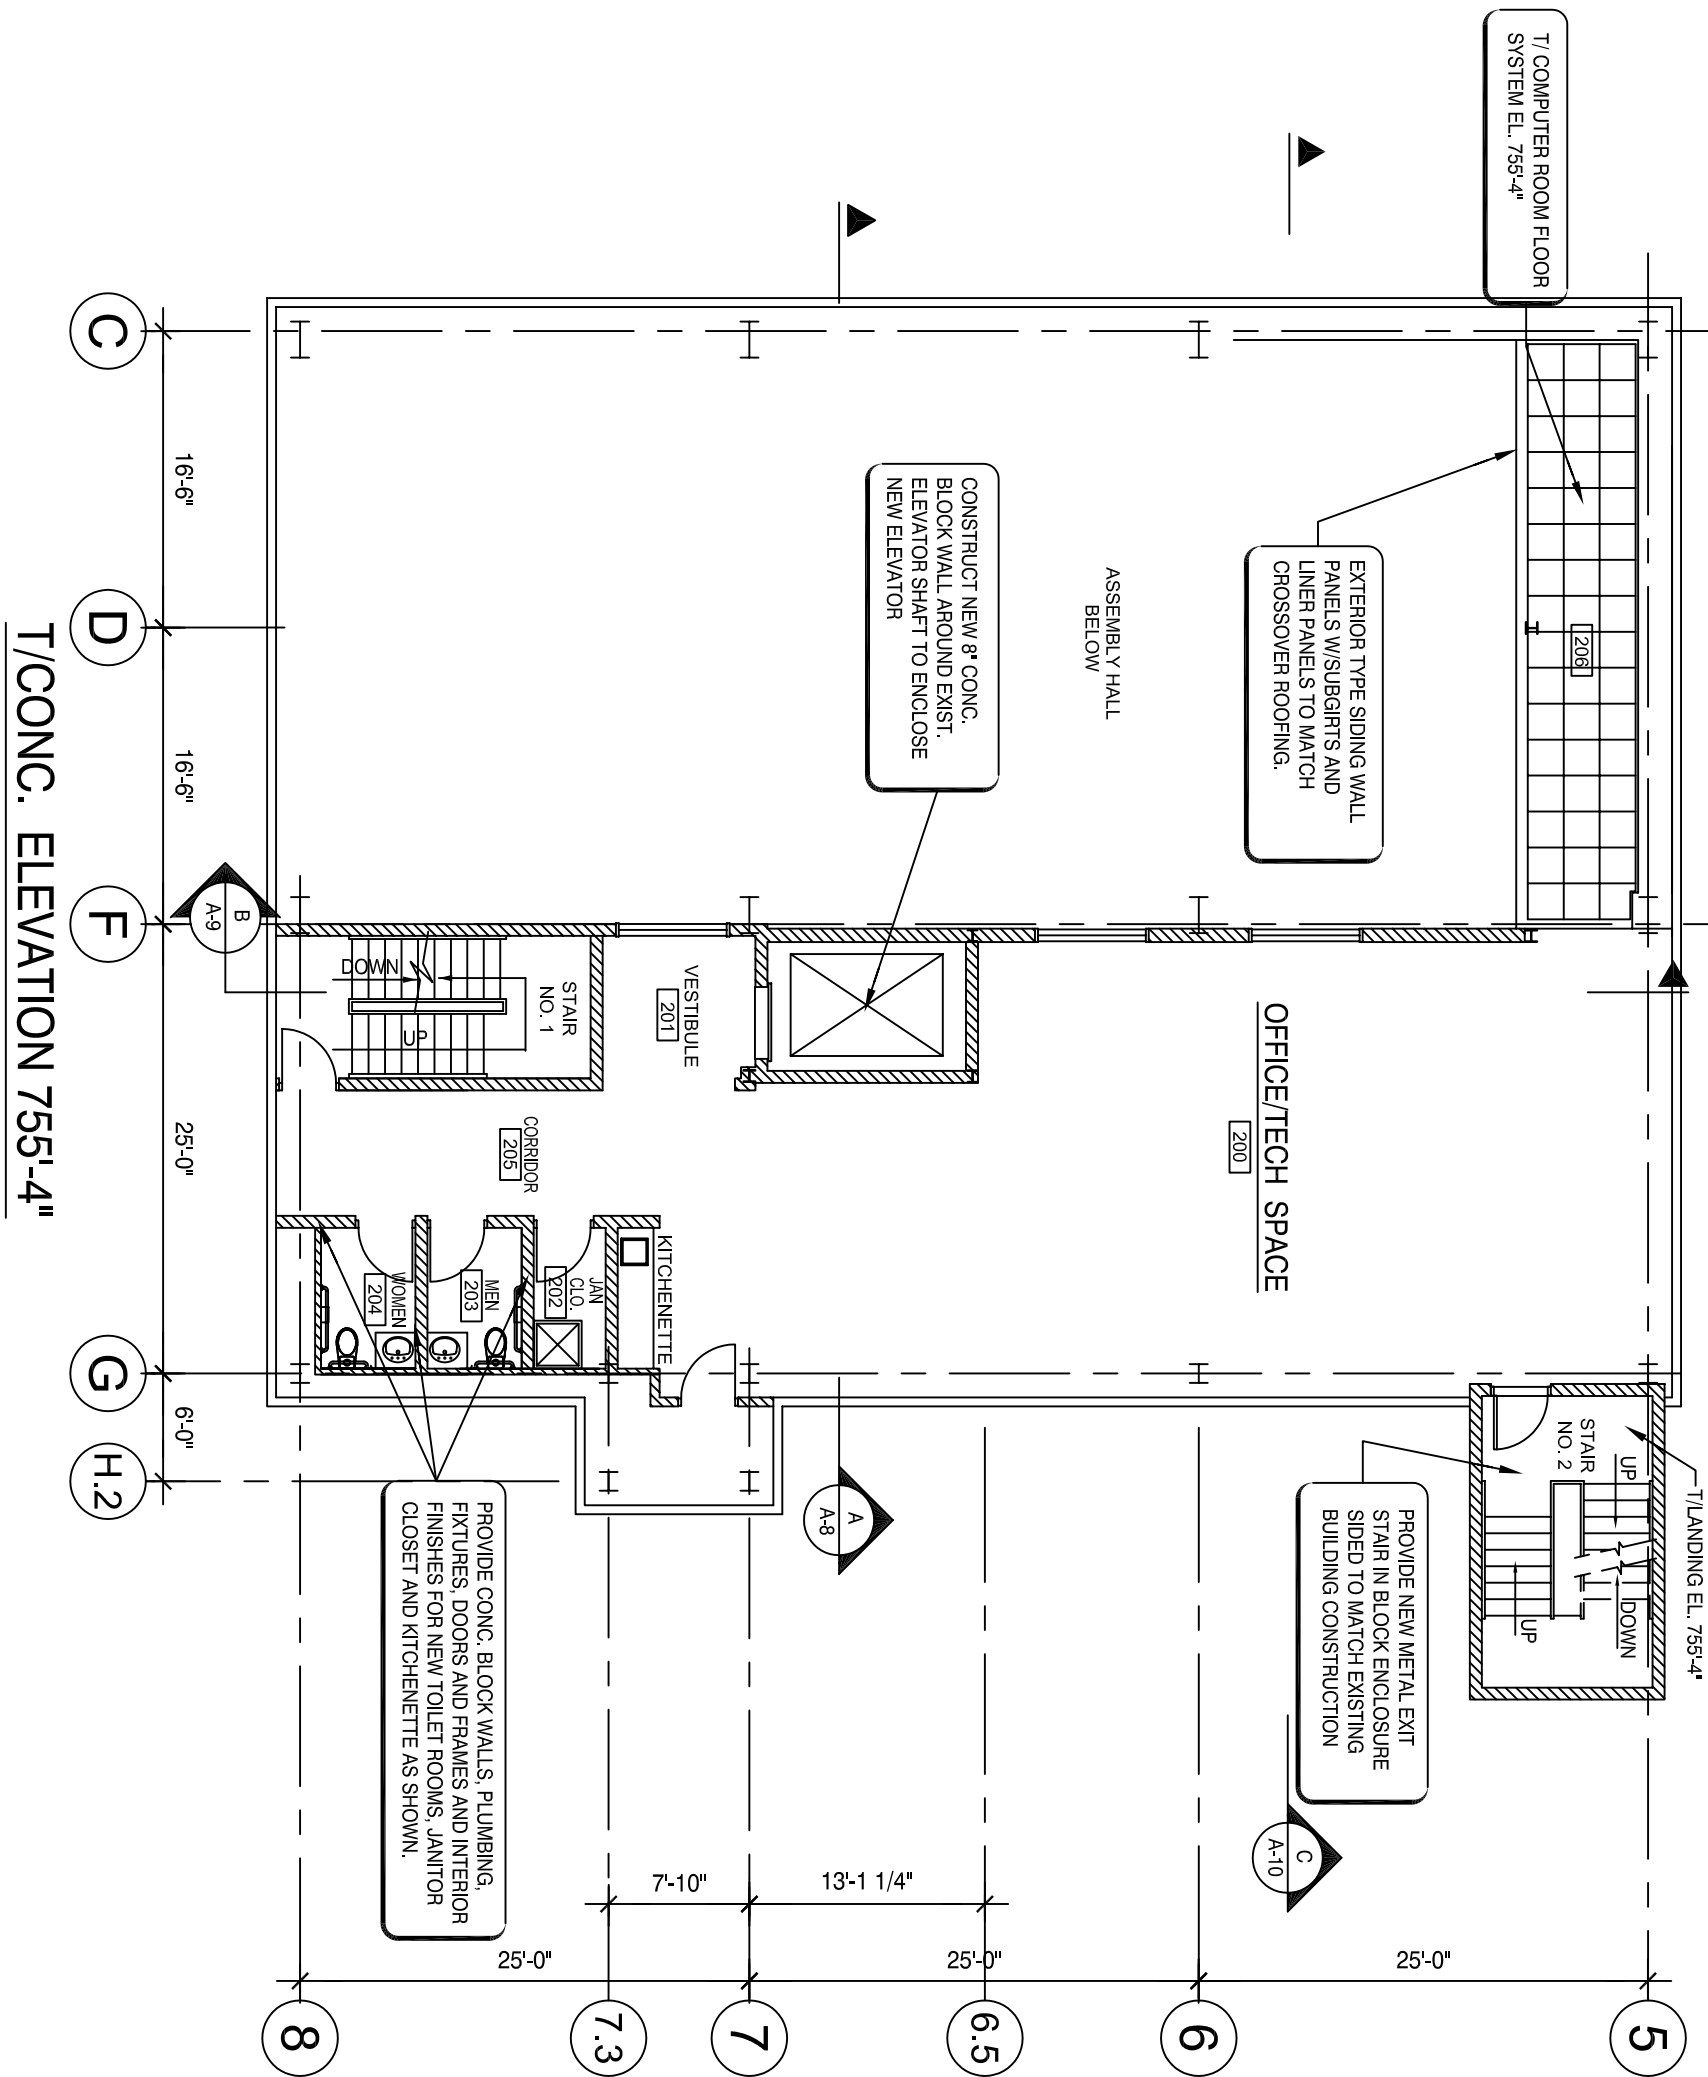 T/ COMPUTER ROOM FLOOR
SYSTEM EL. 755'-4"
206
EXTERIOR TYPE SIDING WALL
PANELS W/SUBGIRTS AND
LINER PANELS TO MATCH
CROSSOVER ROOFING.
ASSEMBLY HALL
BELOW
CONSTRUCT NEW 8" CONC.
BLOCK WALL AROUND EXIST.
ELEVATOR SHAFT TO ENCLOSE
NEW ELEVATOR
OFFICE/TECH SPACE
200
VESTIBULE
201
STAIR
NO. 1
DOWN
UP
CORRIDOR
205
KITCHENETTE
JAN
CLO.
202
MEN
203
WOMEN
204
T/LANDING EL. 755'-4"
STAIR
NO. 2
UP
DOWN
UP
PROVIDE NEW METAL EXIT
STAIR IN BLOCK ENCLOSURE
SIDED TO MATCH EXISTING
BUILDING CONSTRUCTION
PROVIDE CONC. BLOCK WALLS, PLUMBING,
FIXTURES, DOORS AND FRAMES AND INTERIOR
FINISHES FOR NEW TOILET ROOMS, JANITOR
CLOSET AND KITCHENETTE AS SHOWN.
A
A-8
B
A-9
C
A-10
C
D
F
G
H.2
16'-6"
16'-6"
25'-0"
6'-0"
7'-10"
13'-1 1/4"
25'-0"
25'-0"
25'-0"
8
7.3
7
6.5
6
5
T/CONC. ELEVATION 755'-4"